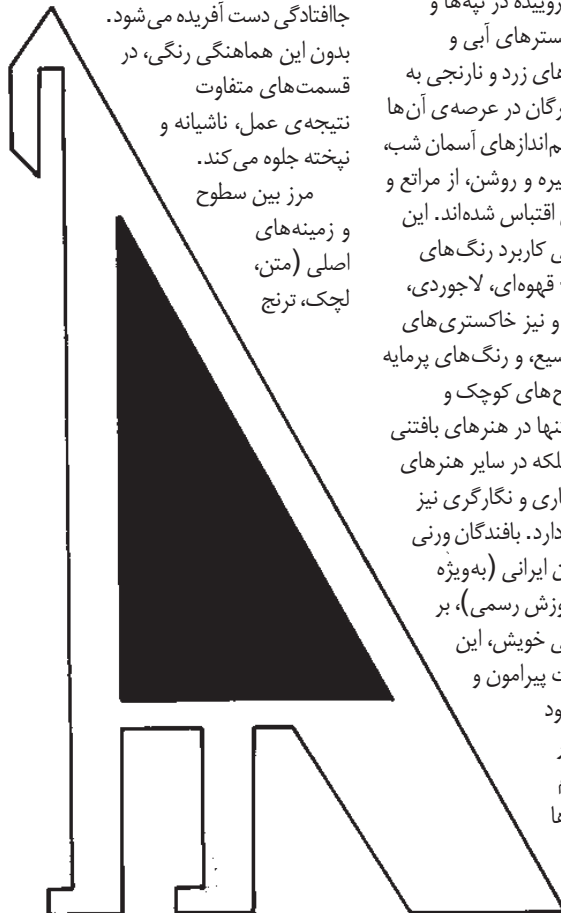 روییده در تپه‌ها و
سترهای آبی و
های زرد و نارنجی به
رگان در عرصه‌ی آن‌ها
م‌اندازهای آسمان شب،
یره و روشن، از مراتع و
اقتباس شده‌اند. این
ی کاربرد رنگ‌های
قهوه‌ای، لاجوردی،
و نیز خاکستری‌های
سیع، و رنگ‌های پرمایه
ح‌های کوچک و
تنها در هنرهای بافتنی
لکه در سایر هنرهای
اری و نگارگری نیز
دارد. بافندگان ورنی
ن ایرانی (به‌ویژه
وزش رسمی)، بر
ی خویش، این
ت پیرامون و
ود
ها
جاافتادگی دست آفریده می‌شود.
بدون این هماهنگی رنگی، در
قسمت‌های متفاوت
نتیجه‌ی عمل، ناشیانه و
نپخته جلوه می‌کند.
مرز بین سطوح
و زمینه‌های
اصلی (متن،
لچک، ترنج